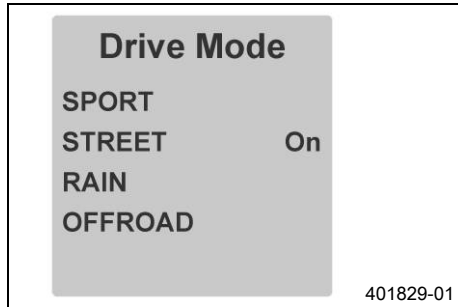 Drive Mode
SPORT
STREET On
RAIN
OFFROAD
401829-01